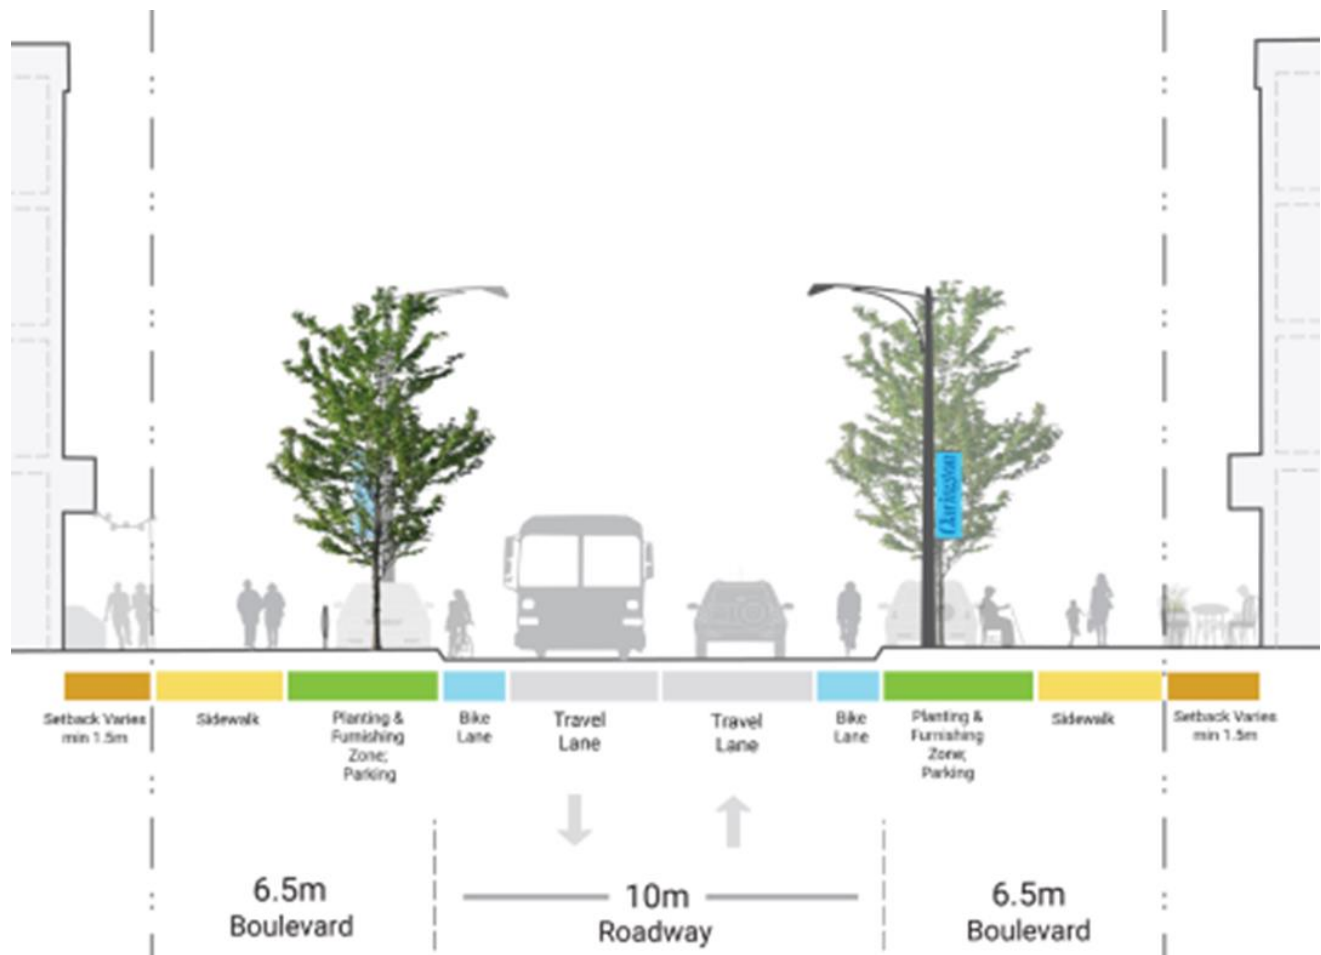 Clarington
Setback Varies
min 1.5m
Sidewalk
Planting &
Furnishing
Zone;
Parking
Bike
Lane
Travel
Lane
Travel
Lane
Bike
Lane
Planting &
Furnishing
Zone;
Parking
Sidewalk
Setback Varies
min 1.5m
6.5m
Boulevard
10m
Roadway
6.5m
Boulevard